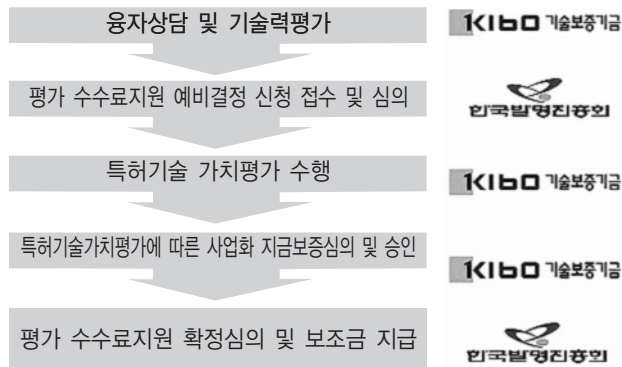 융자상담 및 기술력평가
KIBO 기술보증기금
평가 수수료지원 예비결정 신청 접수 및 심의
한국발명진흥회
특허기술 가치평가 수행
KIBO 기술보증기금
특허기술가치평가에 따른 사업화 지금보증심의 및 승인
KIBO 기술보증기금
평가 수수료지원 확정심의 및 보조금 지급
한국발명진흥회